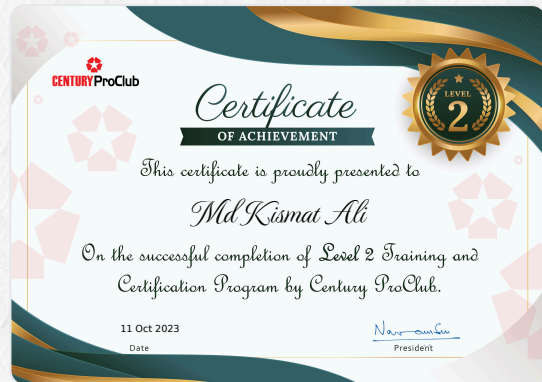 CENTURY ProClub
Certificate
OF ACHIEVEMENT
LEVEL
2
This certificate is proudly presented to
Md Kismat Ali
On the successful completion of Level 2 Training and
Certification Program by Century ProClub.
11 Oct 2023
Date
President